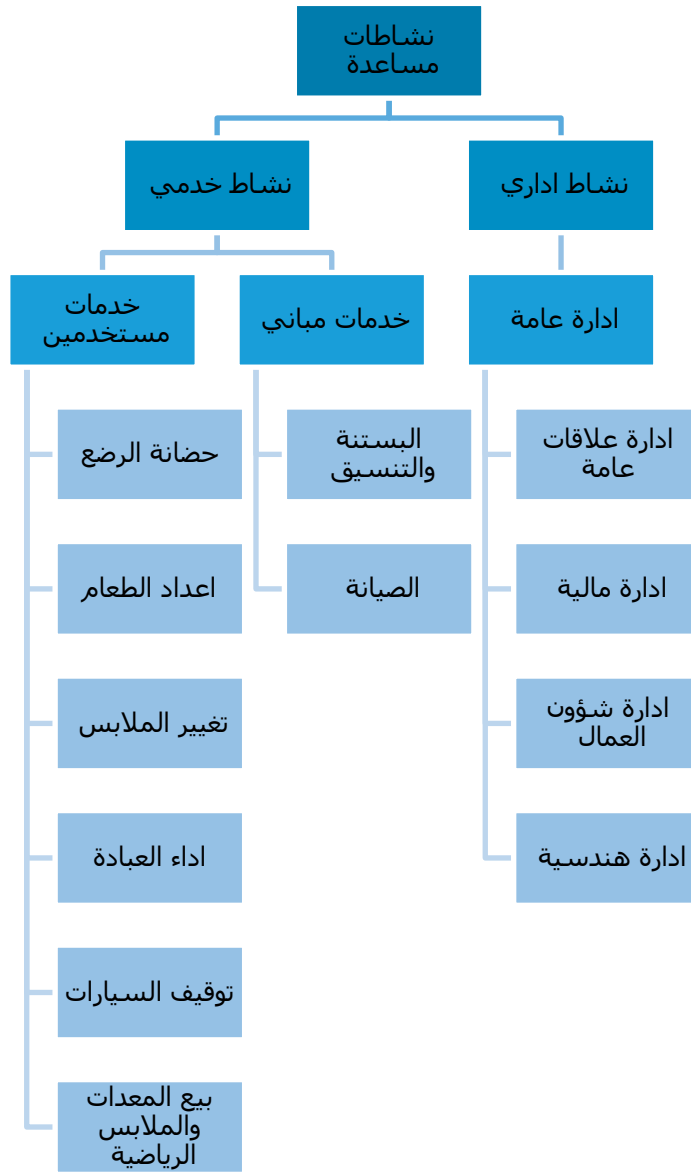 نشاطات
مساعدة
نشاط اداري
نشاط خدمي
ادارة عامة
خدمات مباني
خدمات
مستخدمين
ادارة علاقات
عامة
ادارة مالية
ادارة شؤون
العمال
ادارة هندسية
البستنة
والتنسيق
الصيانة
حضانة الرضع
اعداد الطعام
تغيير الملابس
اداء العبادة
توقيف السيارات
بيع المعدات
والملابس
الرياضية